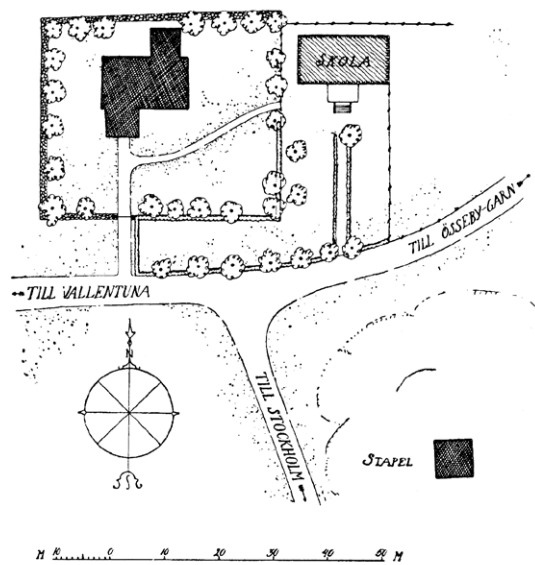 SKOLA
TILL ÖSSEBY-GARN
TILL VALLENTUNA
N
TILL STOCKHOLM
STAPEL
M 10 0 10 20 30 40 50 M